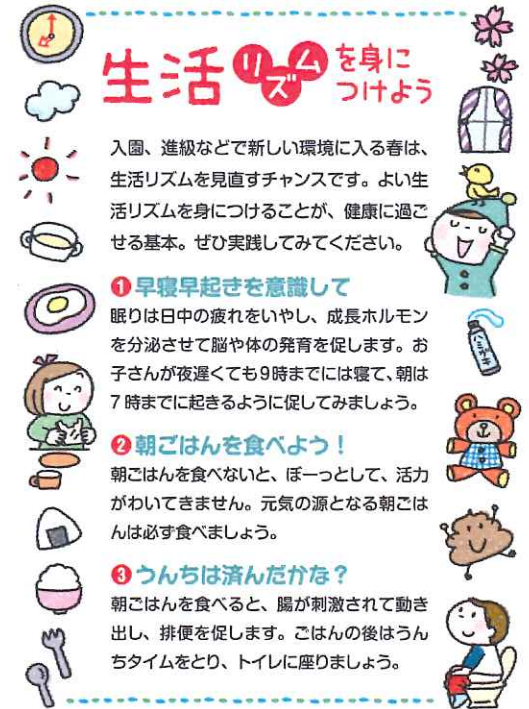 生活リズムを身に
つけよう
入園、進級などで新しい環境に入る春は、
生活リズムを見直すチャンスです。よい生
活リズムを身につけることが、健康に過ご
せる基本。ぜひ実践してみてください。
❶早寝早起きを意識して
眠りは日中の疲れをいやし、成長ホルモン
を分泌させて脳や体の発育を促します。お
子さんが夜遅くても9時までには寝て、朝は
7時までに起きるように促してみましょう。
❷朝ごはんを食べよう！
朝ごはんを食べないと、ぼーっとして、活力
がわいてきません。元気の源となる朝ごは
んは必ず食べましょう。
❸うんちは済んだかな？
朝ごはんを食べると、腸が刺激されて動き
出し、排便を促します。ごはんの後はうん
ちタイムをとり、トイレに座りましょう。
ハミガキ